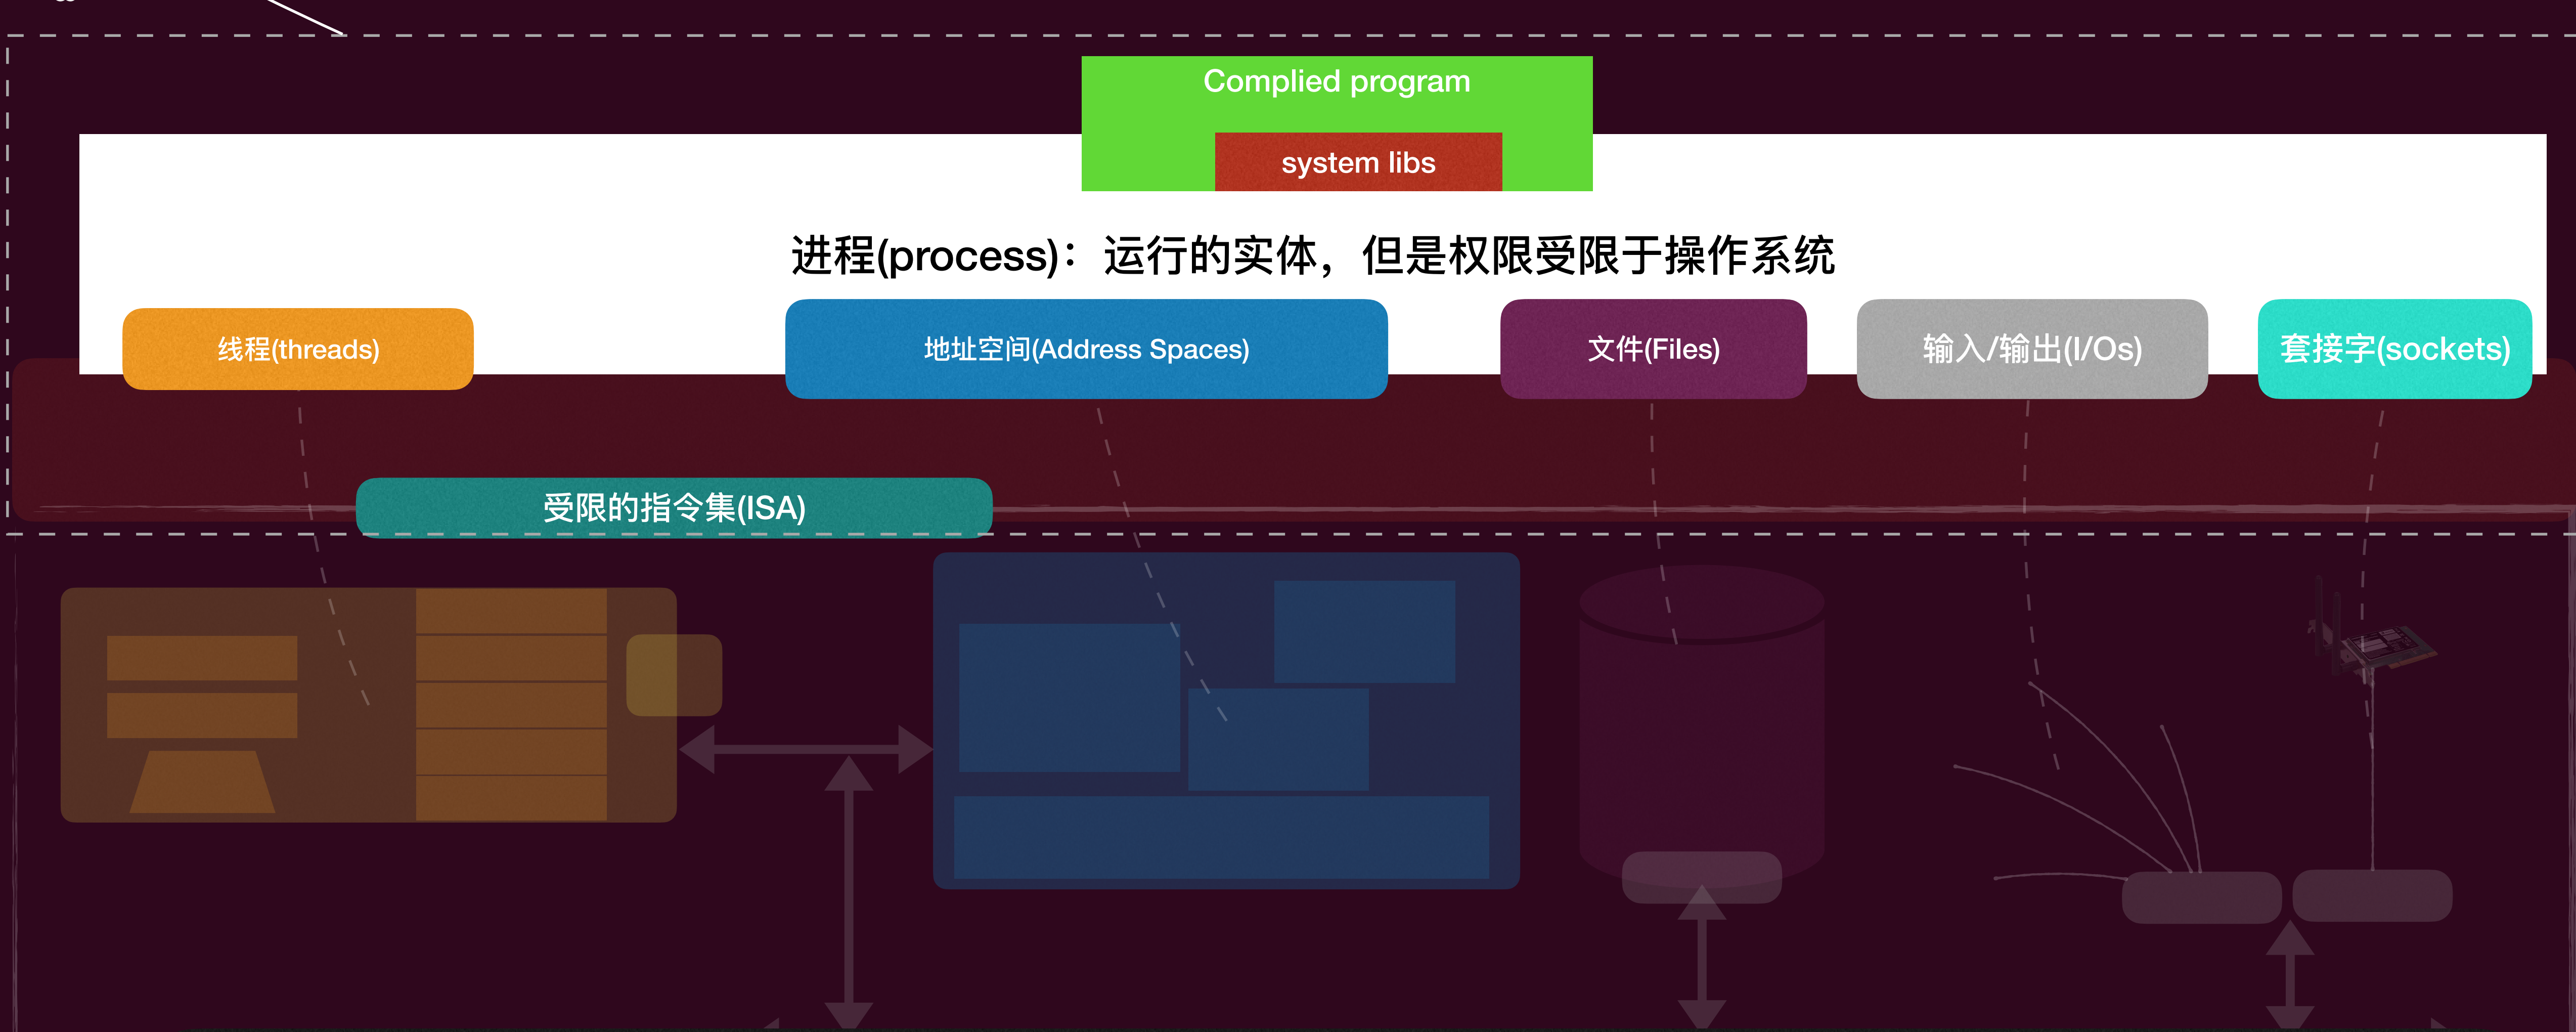 Complied program
system libs
进程(process)：运行的实体，但是权限受限于操作系统
线程(threads)
地址空间(Address Spaces)
文件(Files)
输入/输出(I/Os)
套接字(sockets)
受限的指令集(ISA)